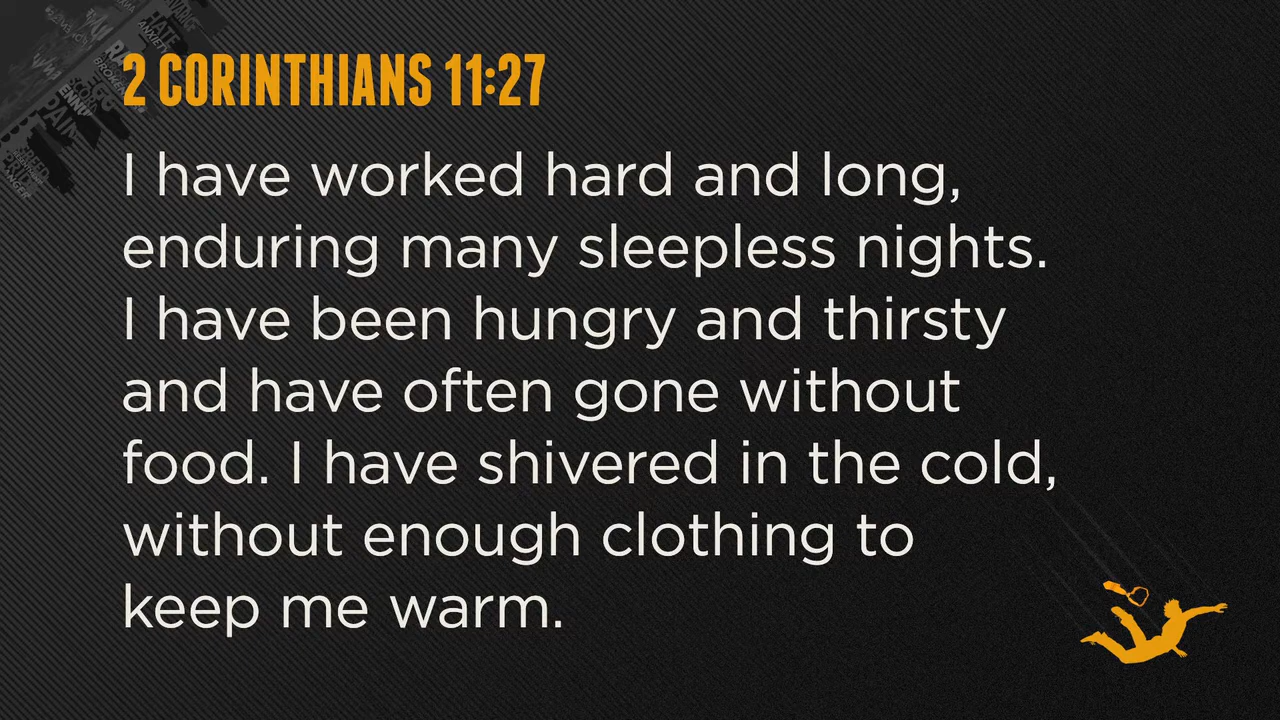 2 CORINTHIANS 11:27
I have worked hard and long,
enduring many sleepless nights.
I have been hungry and thirsty
and have often gone without
food. I have shivered in the cold,
without enough clothing to
keep me warm.